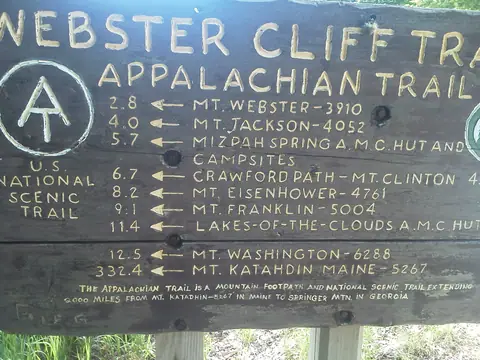 WEBSTER CLIFF TRA
APPALACHIAN TRAIL
2.8 ← MT. WEBSTER-3910
4.0 ← MT. JACKSON-4052
5.7 ← MIZPAH SPRING A.M.C. HUT AND
CAMPSITES
6.7 ← CRAWFORD PATH-MT. CLINTON 4
8.2 ← MT. EISENHOWER-4761
9.1 ← MT. FRANKLIN-5004
11.4 ← LAKES-OF-THE-CLOUDS A.M.C. HUT
12.5 ← MT. WASHINGTON-6288
332.4 ← MT. KATAHDIN MAINE-5267
THE APPALACHIAN TRAIL IS A MOUNTAIN FOOTPATH AND NATIONAL SCENIC TRAIL EXTENDING
2,000 MILES FROM MT. KATADHIN-5267 IN MAINE TO SPRINGER MTN. IN GEORGIA
AT
U.S.
NATIONAL
SCENIC
TRAIL